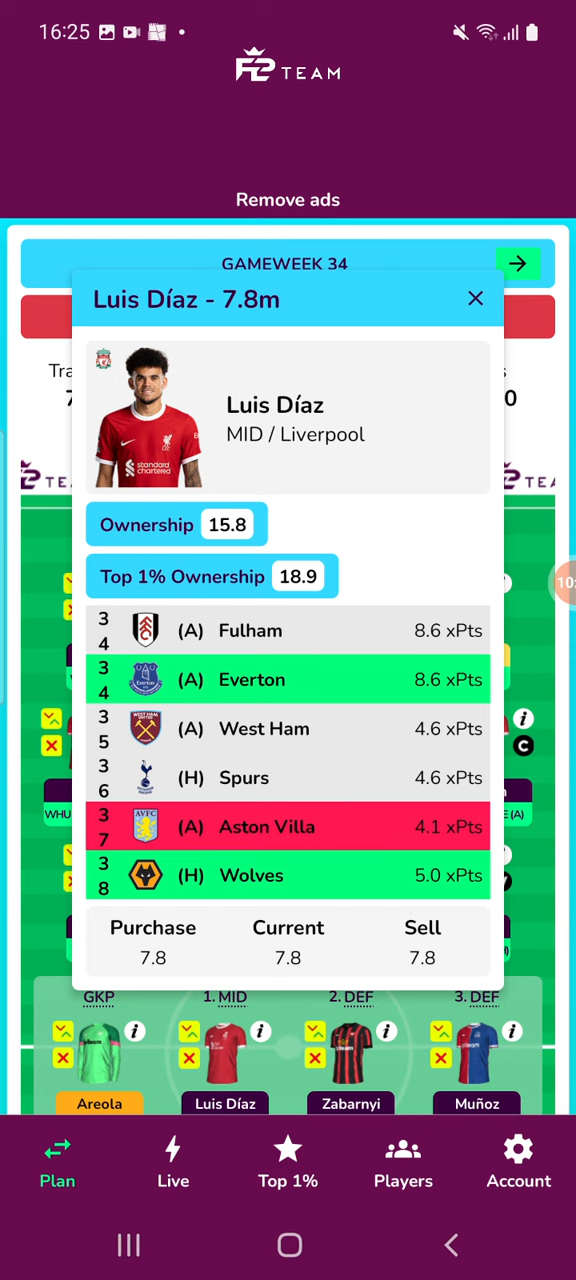 16:25
TEAM
Remove ads
GAMEWEEK 34
Luis Díaz - 7.8m
Luis Díaz
MID / Liverpool
Ownership 15.8
Top 1% Ownership 18.9
34 (A) Fulham 8.6 xPts
34 (A) Everton 8.6 xPts
35 (A) West Ham 4.6 xPts
36 (H) Spurs 4.6 xPts
37 (A) Aston Villa 4.1 xPts
38 (H) Wolves 5.0 xPts
Purchase Current Sell
7.8 7.8 7.8
GKP 1. MID 2. DEF 3. DEF
Areola Luis Díaz Zabarnyi Muñoz
Plan Live Top 1% Players Account